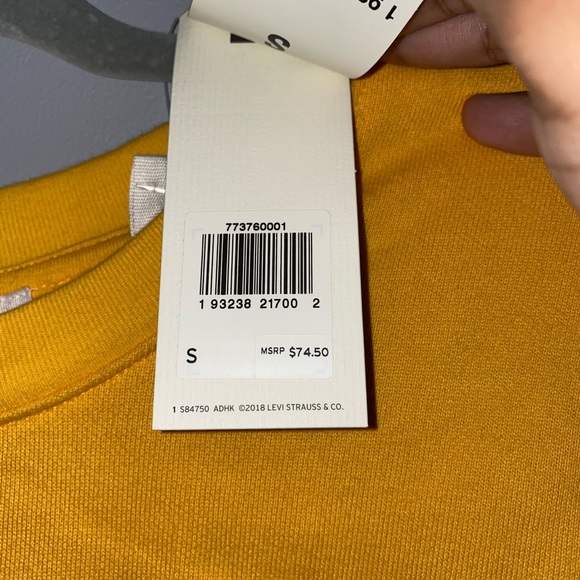 S
773760001
1 93238 21700 2
S
MSRP $74.50
1 S84750 ADHK ©2018 LEVI STRAUSS & CO.